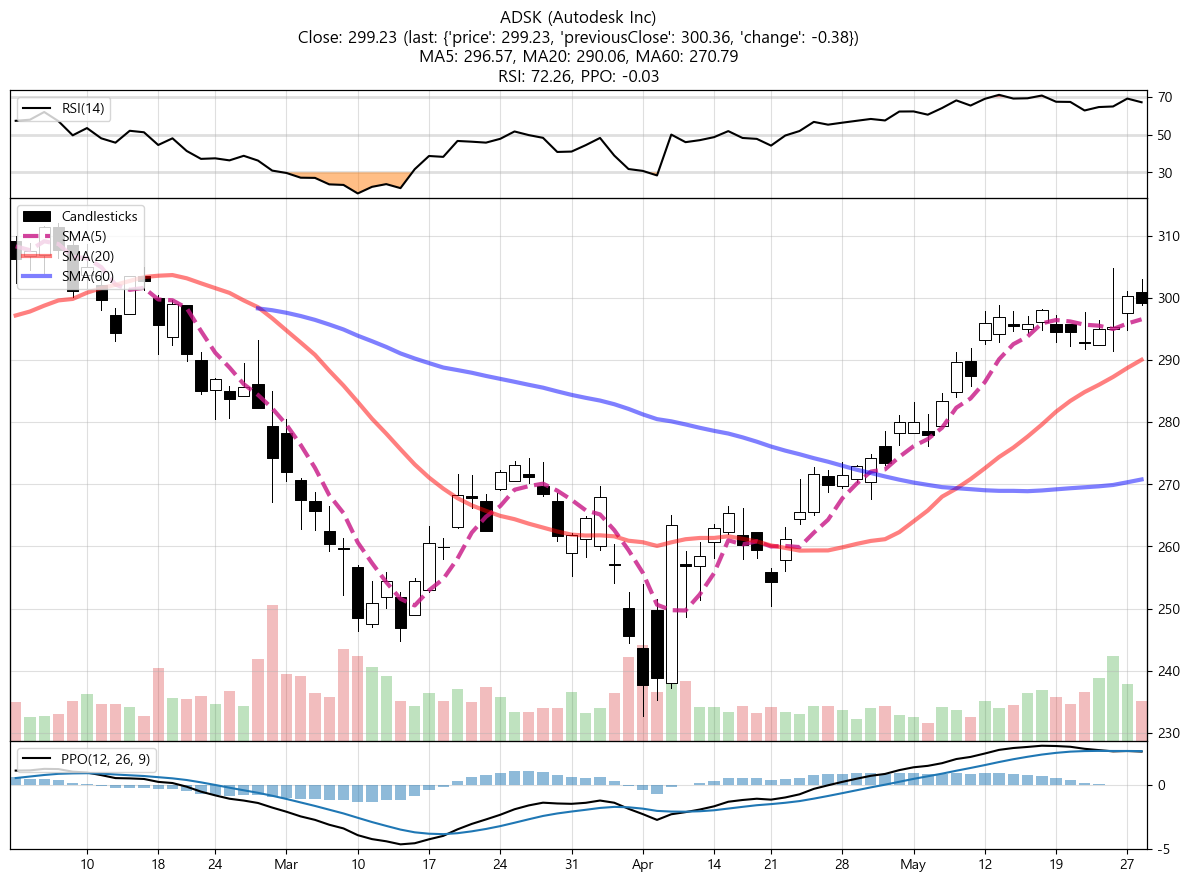 ADSK (Autodesk Inc)
Close: 299.23 (last: {'price': 299.23, 'previousClose': 300.36, 'change': -0.38})
MA5: 296.57, MA20: 290.06, MA60: 270.79
RSI: 72.26, PPO: -0.03
RSI(14)
70
50
30
Candlesticks
SMA(5)
SMA(20)
SMA(60)
310
300
290
280
270
260
250
240
230
PPO(12, 26, 9)
0
-5
10 18 24 Mar 10 17 24 31 Apr 14 21 28 May 12 19 27